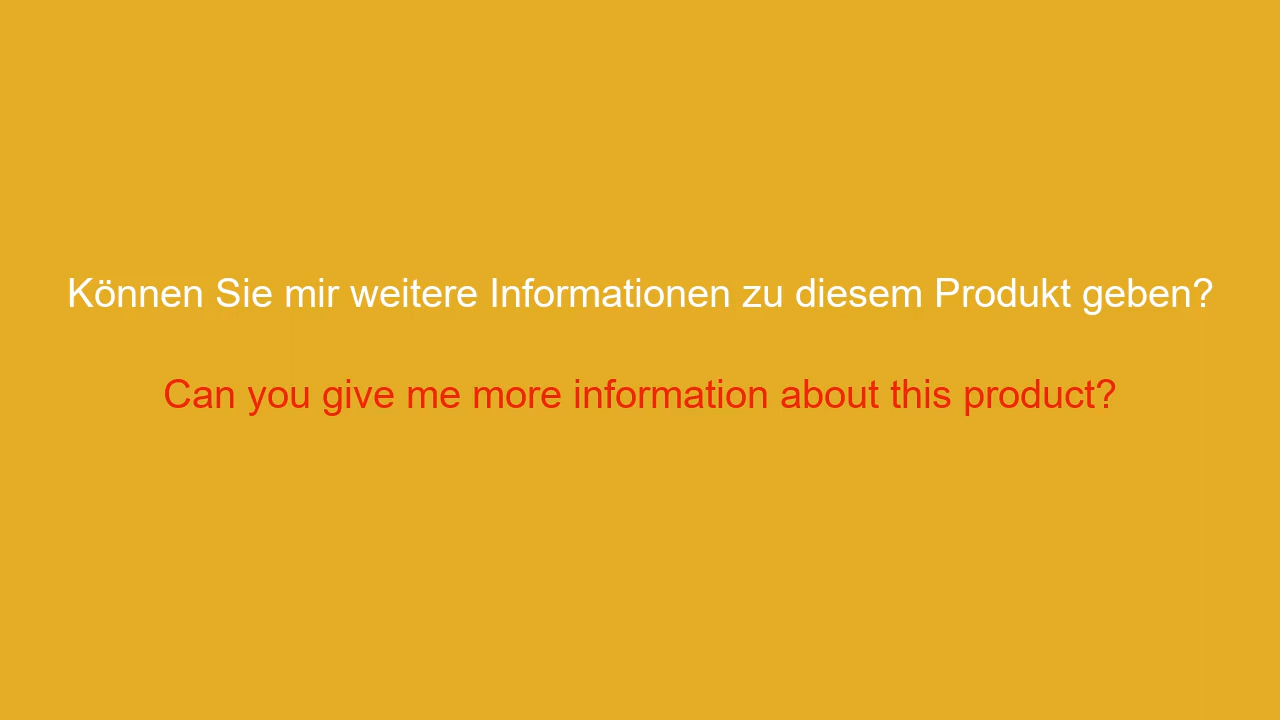 Können Sie mir weitere Informationen zu diesem Produkt geben?
Can you give me more information about this product?